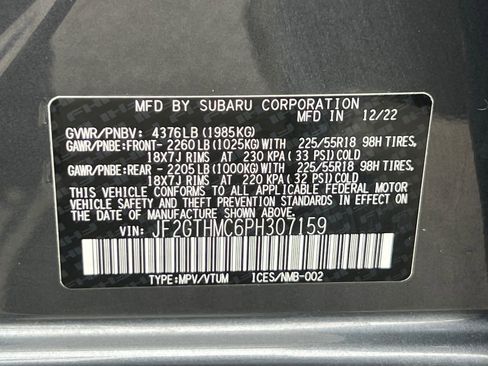 MFD BY SUBARU CORPORATION
MFD IN 12/22
GVWR/PNBV: 4376LB(1985KG)
GAWR/PNBE:FRONT-2260LB(1025KG)WITH 225/55R18 98H TIRES,
18X7J RIMS AT 230 KPA (33 PSI)COLD
GAWR/PNBE:REAR -2205LB(1000KG)WITH 225/55R18 98H TIRES,
18X7J RIMS AT 220 KPA (32 PSI)COLD
THIS VEHICLE CONFORMS TO ALL APPLICABLE FEDERAL MOTOR
VEHICLE SAFETY, BUMPER, AND THEFT PREVENTION STANDARDS
IN EFFECT ON THE DATE OF MANUFACTURE SHOWN ABOVE.
VIN: JF2GTHMC6PH307159
TYPE:MPV/VTUM ICES/NMB-002